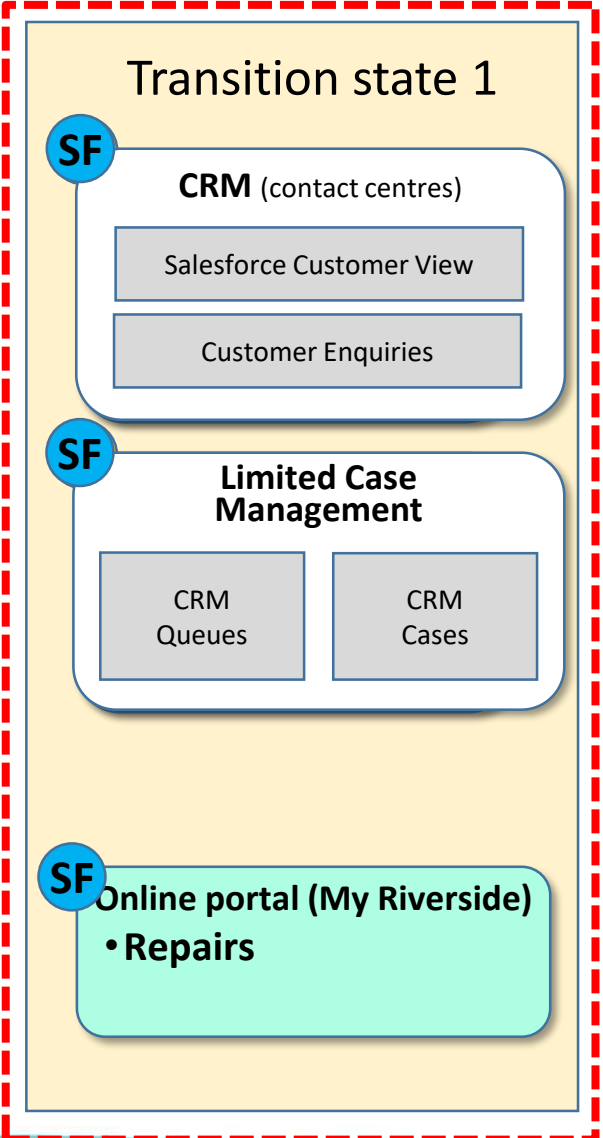 Transition state 1
SF
CRM (contact centres)
Salesforce Customer View
Customer Enquiries
SF
Limited Case
Management
CRM
Queues
CRM
Cases
SF
Online portal (My Riverside)
• Repairs